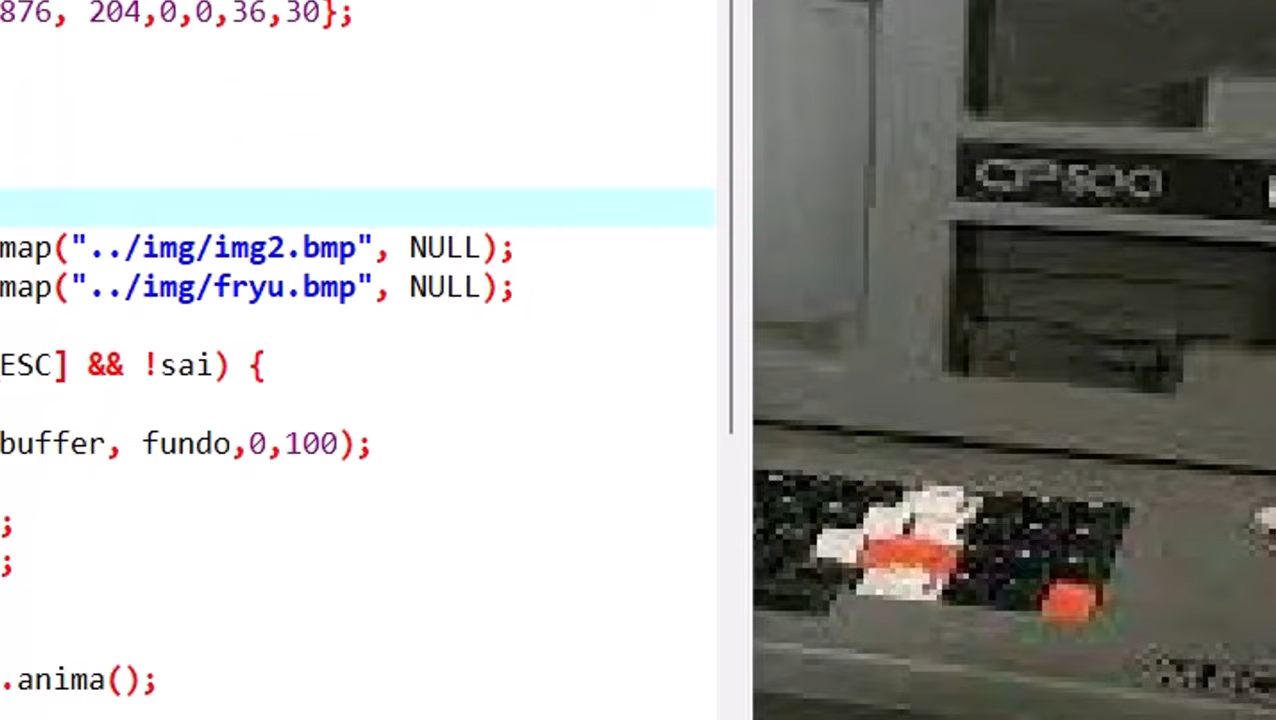 876, 204,0,0,36,30};
map("../img/img2.bmp", NULL);
map("../img/fryu.bmp", NULL);
ESC] && !sai) {
buffer, fundo,0,100);
;
;
.anima();
CP500